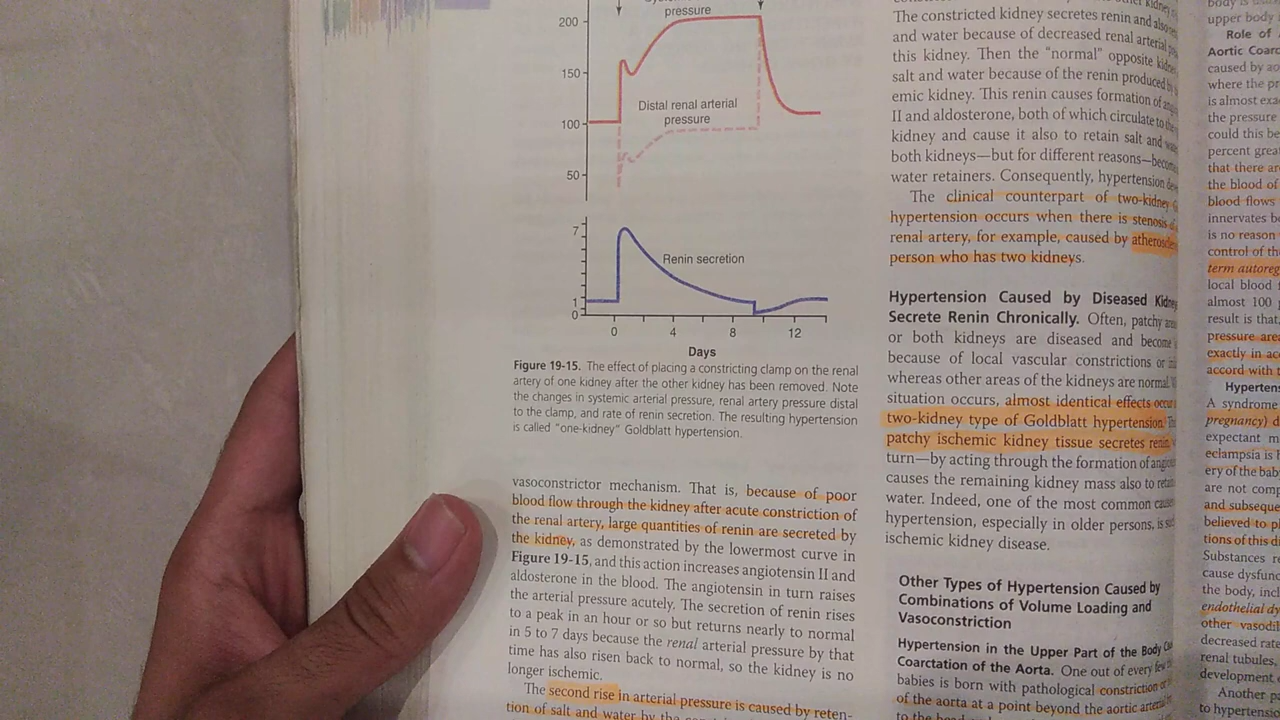 pressure
200
150
Distal renal arterial
pressure
100
50
7
Renin secretion
1
0
0 4 8 12
Days
Figure 19-15. The effect of placing a constricting clamp on the renal
artery of one kidney after the other kidney has been removed. Note
the changes in systemic arterial pressure, renal artery pressure distal
to the clamp, and rate of renin secretion. The resulting hypertension
is called “one-kidney” Goldblatt hypertension.
vasoconstrictor mechanism. That is, because of poor
blood flow through the kidney after acute constriction of
the renal artery, large quantities of renin are secreted by
the kidney, as demonstrated by the lowermost curve in
Figure 19-15, and this action increases angiotensin II and
aldosterone in the blood. The angiotensin in turn raises
the arterial pressure acutely. The secretion of renin rises
to a peak in an hour or so but returns nearly to normal
in 5 to 7 days because the renal arterial pressure by that
time has also risen back to normal, so the kidney is no
longer ischemic.
The second rise in arterial pressure is caused by reten-
tion of salt and water by the
The constricted kidney secretes renin and also
and water because of decreased renal arterial
this kidney. Then the “normal” opposite
salt and water because of the renin produced
emic kidney. This renin causes formation of
II and aldosterone, both of which circulate to the
kidney and cause it also to retain salt and
both kidneys—but for different reasons—
water retainers. Consequently, hypertension
The clinical counterpart of two-kidney
hypertension occurs when there is stenosis
renal artery, for example, caused by
person who has two kidneys.
Hypertension Caused by Diseased
Secrete Renin Chronically. Often, patchy
or both kidneys are diseased and become
because of local vascular constrictions or
whereas other areas of the kidneys are normal.
situation occurs, almost identical effects
two-kidney type of Goldblatt hypertension.
patchy ischemic kidney tissue secretes renin,
turn—by acting through the formation of
causes the remaining kidney mass also to
water. Indeed, one of the most common
hypertension, especially in older persons, is
ischemic kidney disease.
Other Types of Hypertension Caused by
Combinations of Volume Loading and
Vasoconstriction
Hypertension in the Upper Part of the Body
Coarctation of the Aorta. One out of every few
babies is born with pathological constriction
of the aorta at a point beyond the aortic
upper body
Role of
Aortic
caused by
where the
is almost
the pressure
could this be
percent
that there
the blood of
blood flows
innervates
is no reason
control of
term
local blood
almost 100
result is that
pressure
exactly in
accord with
A syndrome
pregnancy)
expectant
eclampsia is
ery of the
are not
and
believed to
tions of this
Substances
cause
the body,
endothelial
other
decreased
renal tubules,
development
Another
to